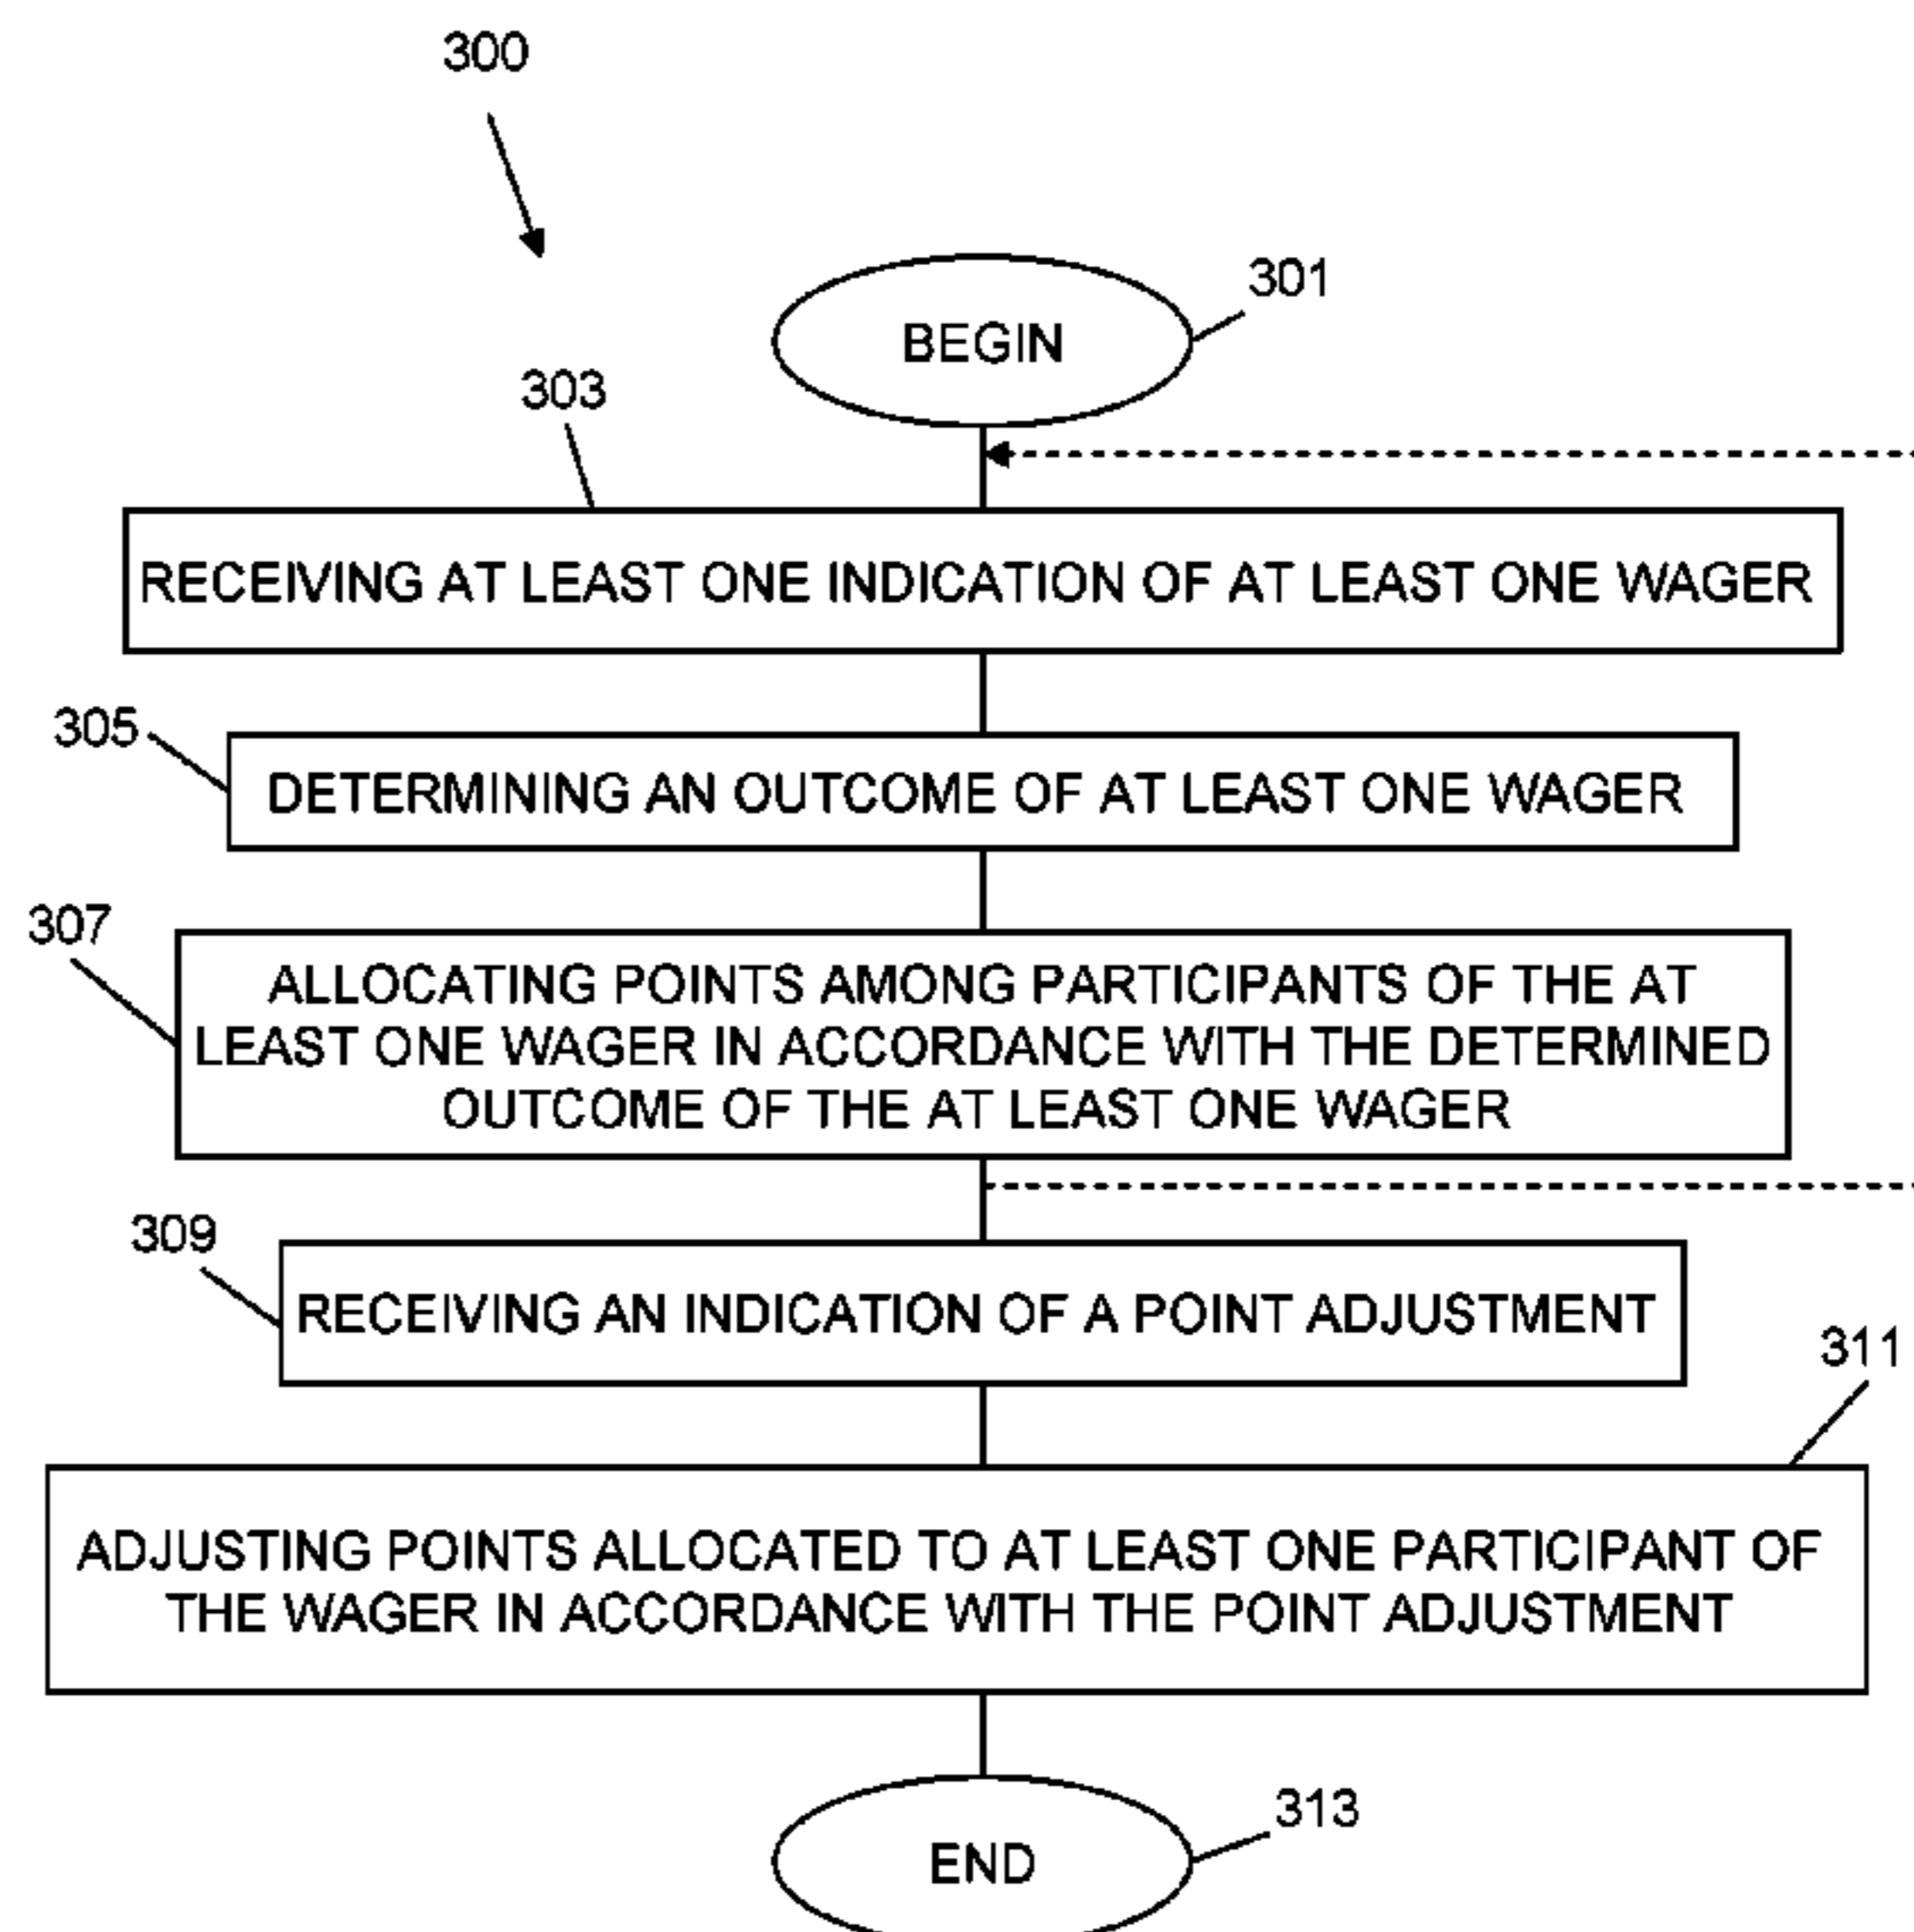 300
301
BEGIN
303
RECEIVING AT LEAST ONE INDICATION OF AT LEAST ONE WAGER
305
DETERMINING AN OUTCOME OF AT LEAST ONE WAGER
307
ALLOCATING POINTS AMONG PARTICIPANTS OF THE AT
LEAST ONE WAGER IN ACCORDANCE WITH THE DETERMINED
OUTCOME OF THE AT LEAST ONE WAGER
309
RECEIVING AN INDICATION OF A POINT ADJUSTMENT
311
ADJUSTING POINTS ALLOCATED TO AT LEAST ONE PARTICIPANT OF
THE WAGER IN ACCORDANCE WITH THE POINT ADJUSTMENT
313
END